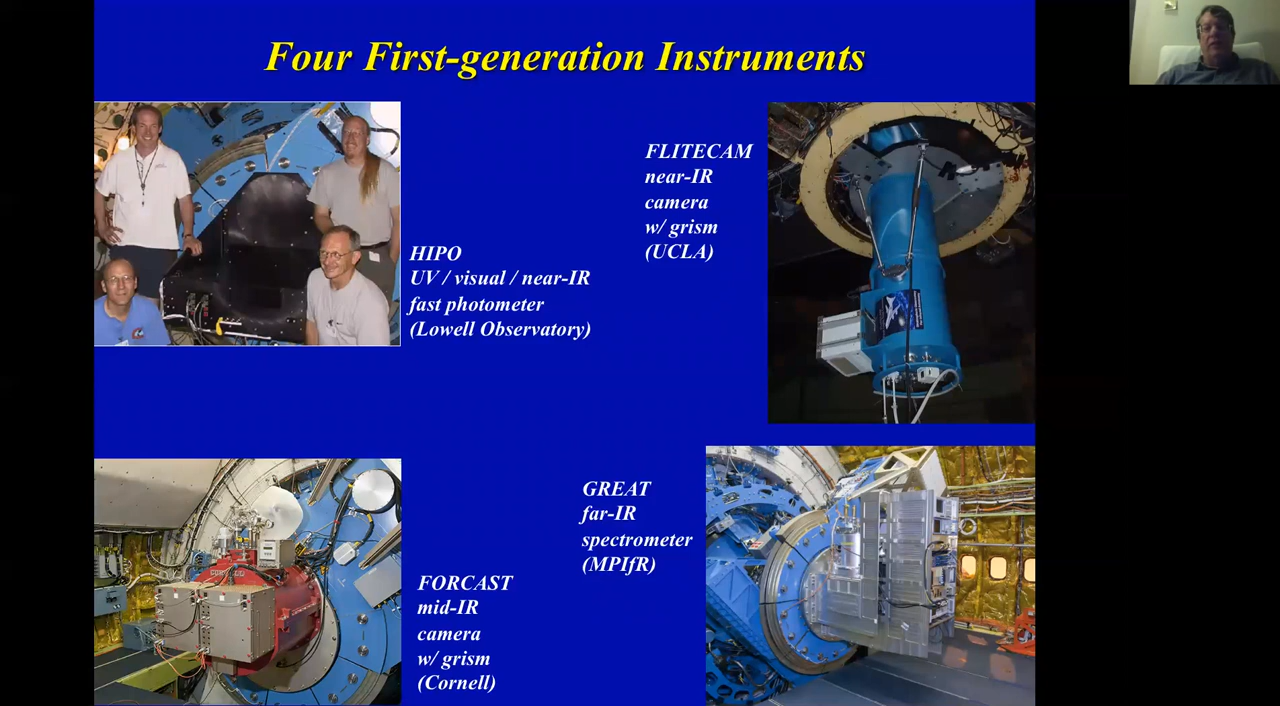 Four First-generation Instruments
HIPO
UV / visual / near-IR
fast photometer
(Lowell Observatory)
FLITECAM
near-IR
camera
w/ grism
(UCLA)
FORCAST
mid-IR
camera
w/ grism
(Cornell)
GREAT
far-IR
spectrometer
(MPIfR)